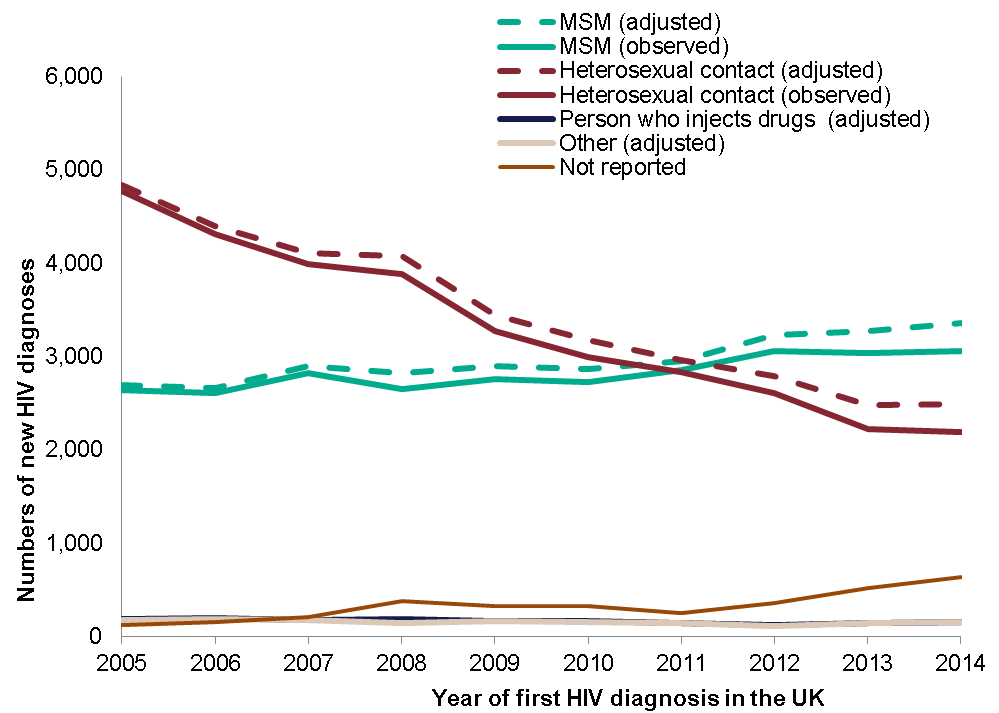 MSM (adjusted)
MSM (observed)
Heterosexual contact (adjusted)
Heterosexual contact (observed)
Person who injects drugs  (adjusted)
Other (adjusted)
Not reported
6,000
5,000
4,000
3,000
2,000
1,000
0
Numbers of new HIV diagnoses
2005 2006 2007 2008 2009 2010 2011 2012 2013 2014
Year of first HIV diagnosis in the UK